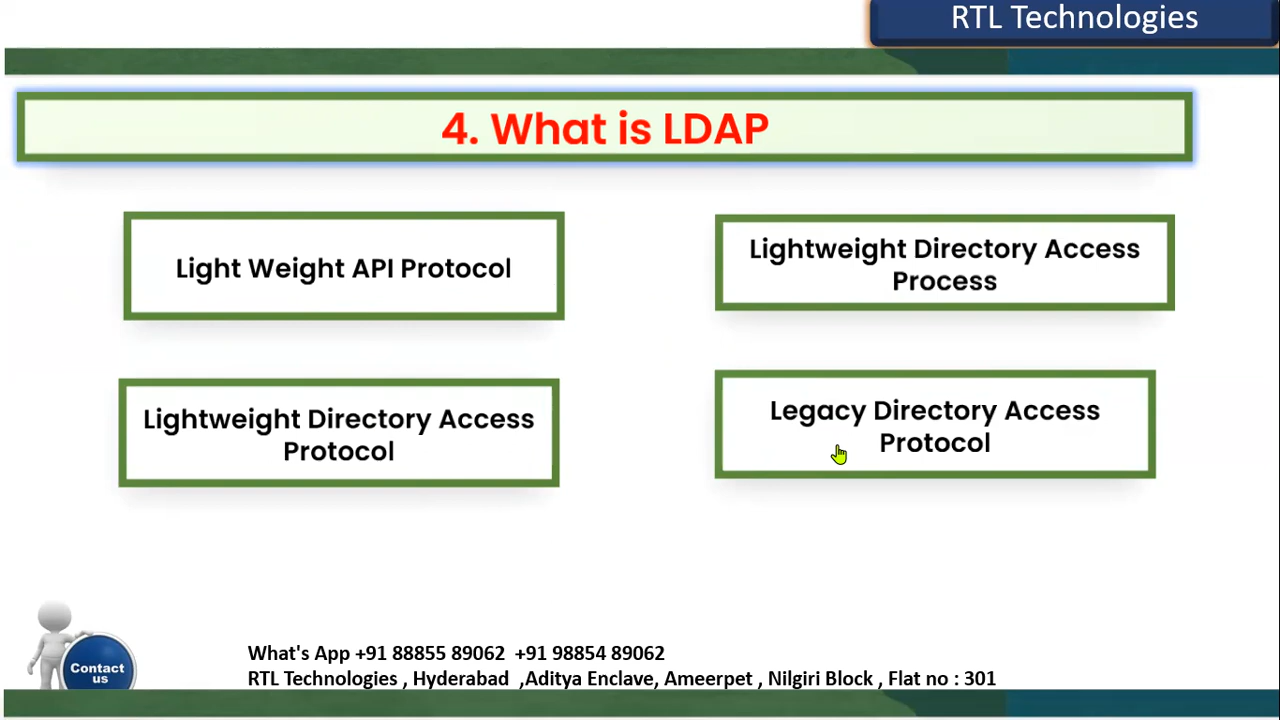 RTL Technologies
4. What is LDAP
Light Weight API Protocol
Lightweight Directory Access
Process
Lightweight Directory Access
Protocol
Legacy Directory Access
Protocol
Contact
us
What's App +91 88855 89062 +91 98854 89062
RTL Technologies , Hyderabad ,Aditya Enclave, Ameerpet , Nilgiri Block , Flat no : 301